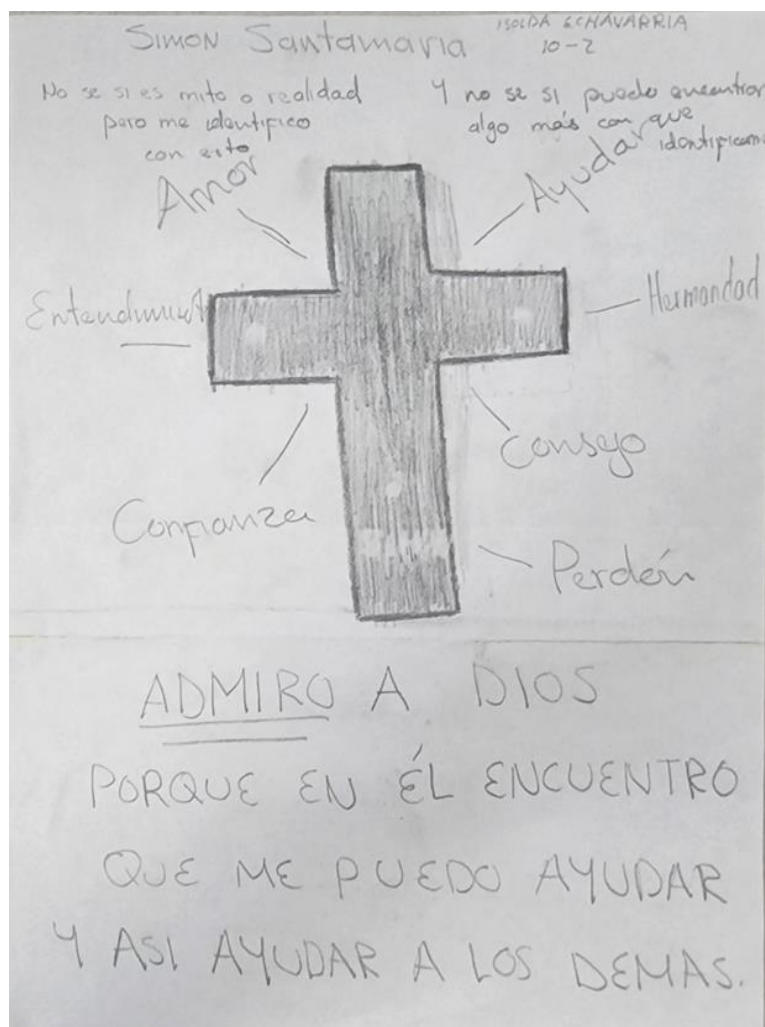 Simon Santamaria
ISOLDA ECHAVARRIA
10-2
No se si es mito o realidad
pero me identifico
con esto
Y no se si puedo encontrar
algo más con que
identificarm
Amor
Ayudar
Entendimient
Hermandad
Confianza
Consejo
Perdón
ADMIRO A DIOS
PORQUE EN ÉL ENCUENTRO
QUE ME PUEDO AYUDAR
Y ASI AYUDAR A LOS DEMAS.